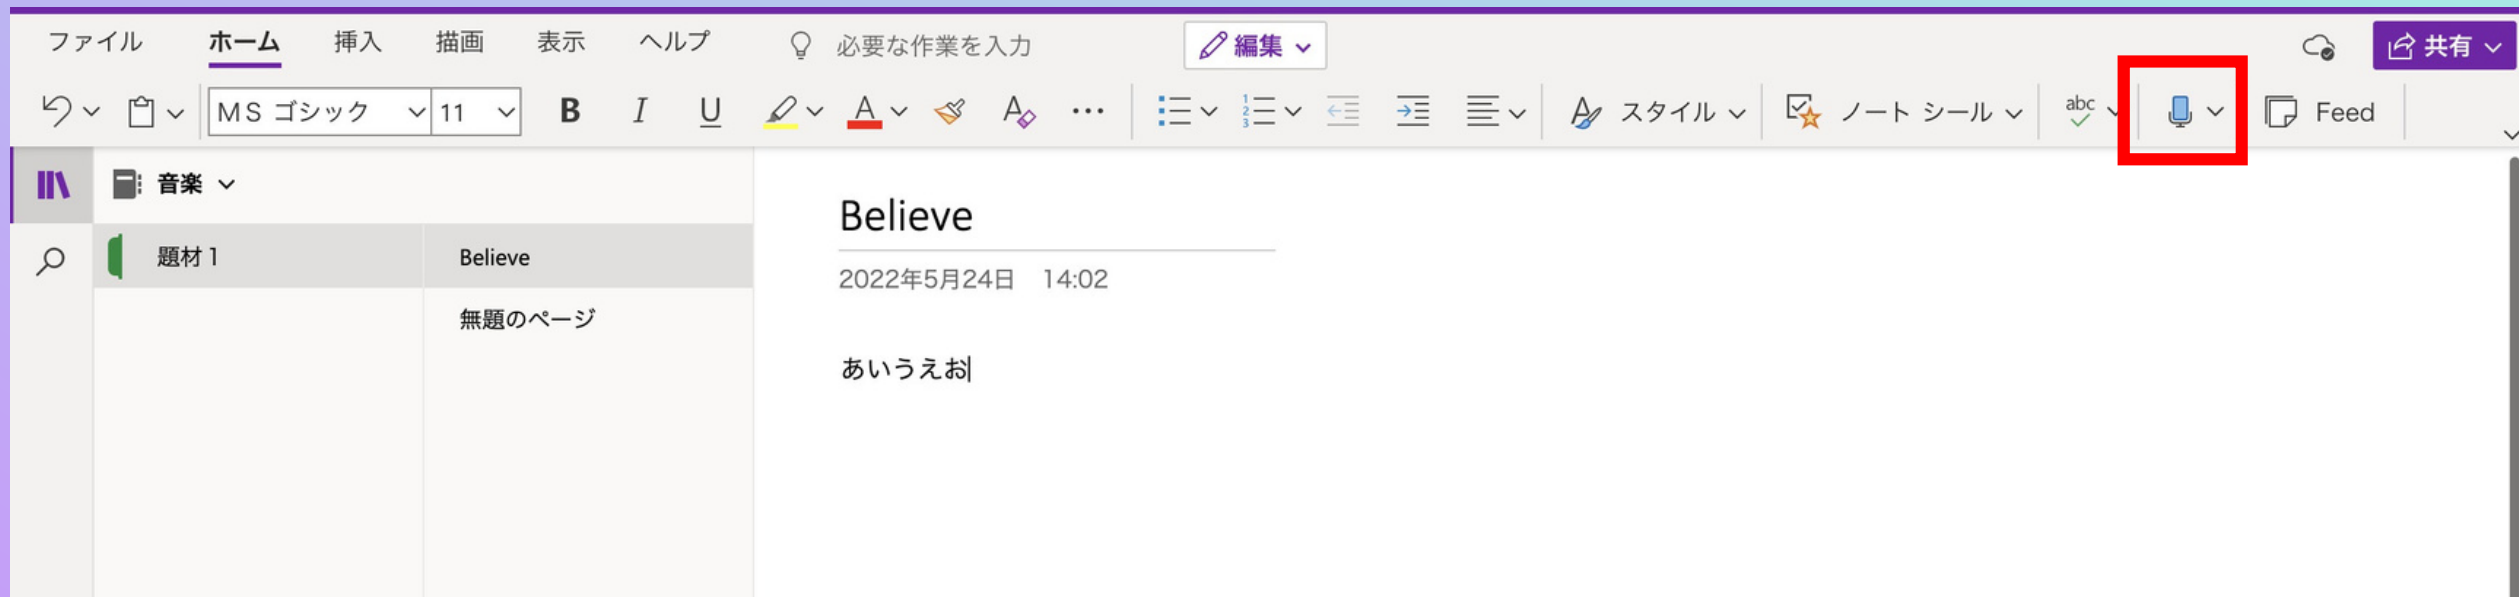 ファイル ホーム 挿入 描画 表示 ヘルプ 必要な作業を入力 編集 共有
MS ゴシック 11 B I U A A スタイル ノート シール abc Feed
音楽
題材1 Believe
無題のページ
Believe
2022年5月24日 14:02
あいうえお